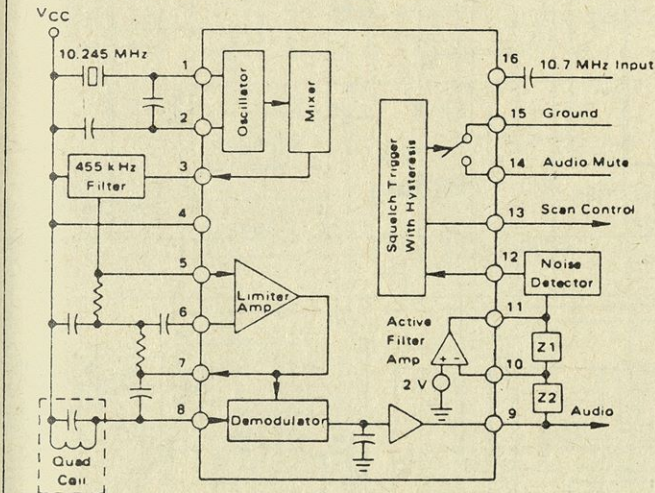 VCC
10.245 MHz
1
2
3
4
5
6
7
8
Oscillator
Mixer
455 kHz
Filter
Limiter
Amp
Demodulator
Quad
Coil
Squelch Trigger
With Hysteresis
16
10.7 MHz Input
15
Ground
14
Audio Mute
13
Scan Control
12
Noise
Detector
11
Active
Filter
Amp
+ -
2 V
10
Z1
Z2
9
Audio